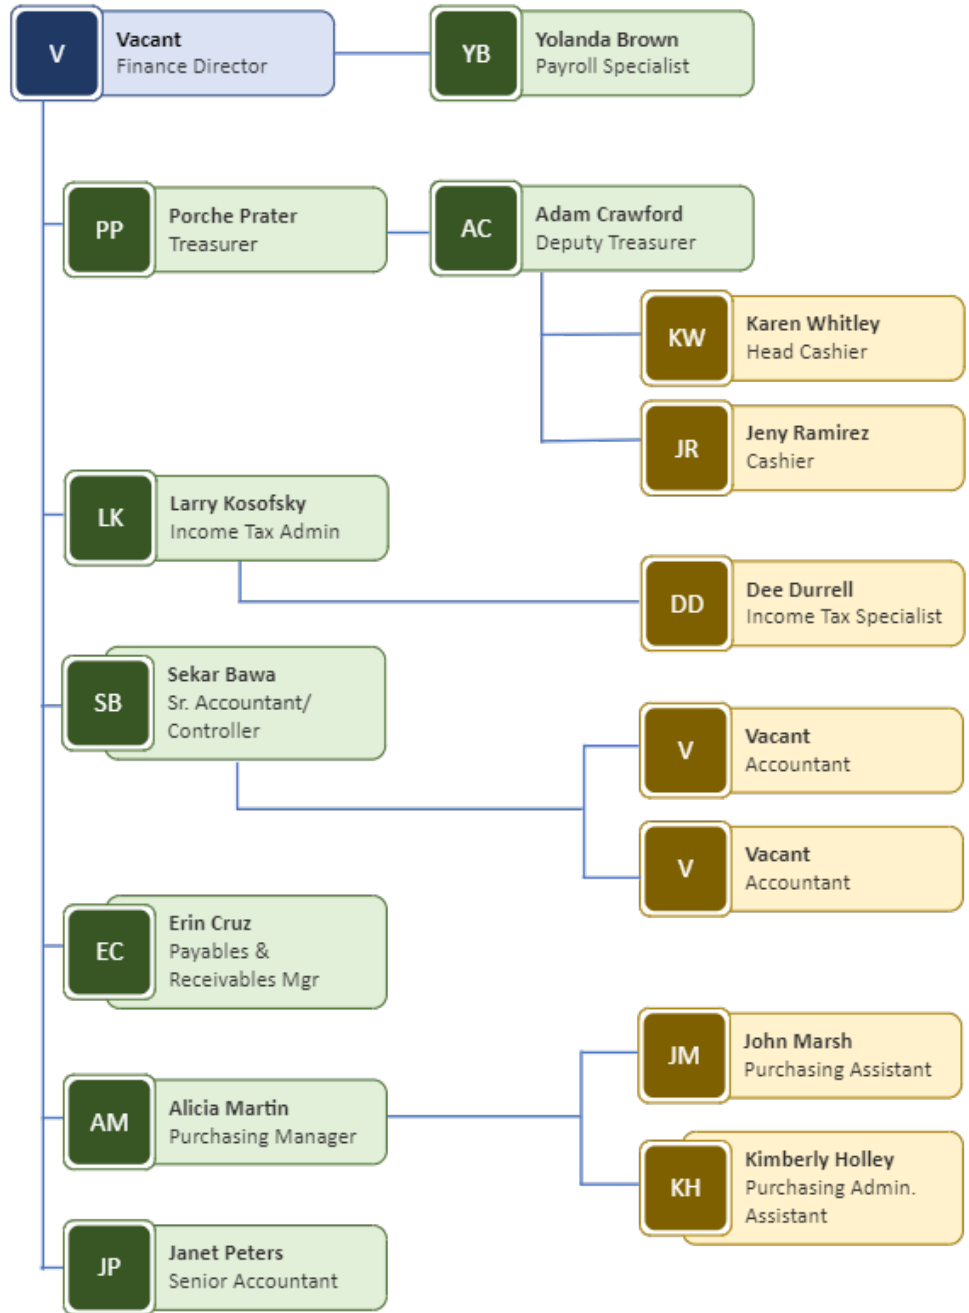 V
Vacant
Finance Director
YB
Yolanda Brown
Payroll Specialist
PP
Porche Prater
Treasurer
AC
Adam Crawford
Deputy Treasurer
KW
Karen Whitley
Head Cashier
JR
Jeny Ramirez
Cashier
LK
Larry Kosofsky
Income Tax Admin
DD
Dee Durrell
Income Tax Specialist
SB
Sekar Bawa
Sr. Accountant/
Controller
V
Vacant
Accountant
V
Vacant
Accountant
EC
Erin Cruz
Payables &
Receivables Mgr
JM
John Marsh
Purchasing Assistant
AM
Alicia Martin
Purchasing Manager
KH
Kimberly Holley
Purchasing Admin.
Assistant
JP
Janet Peters
Senior Accountant